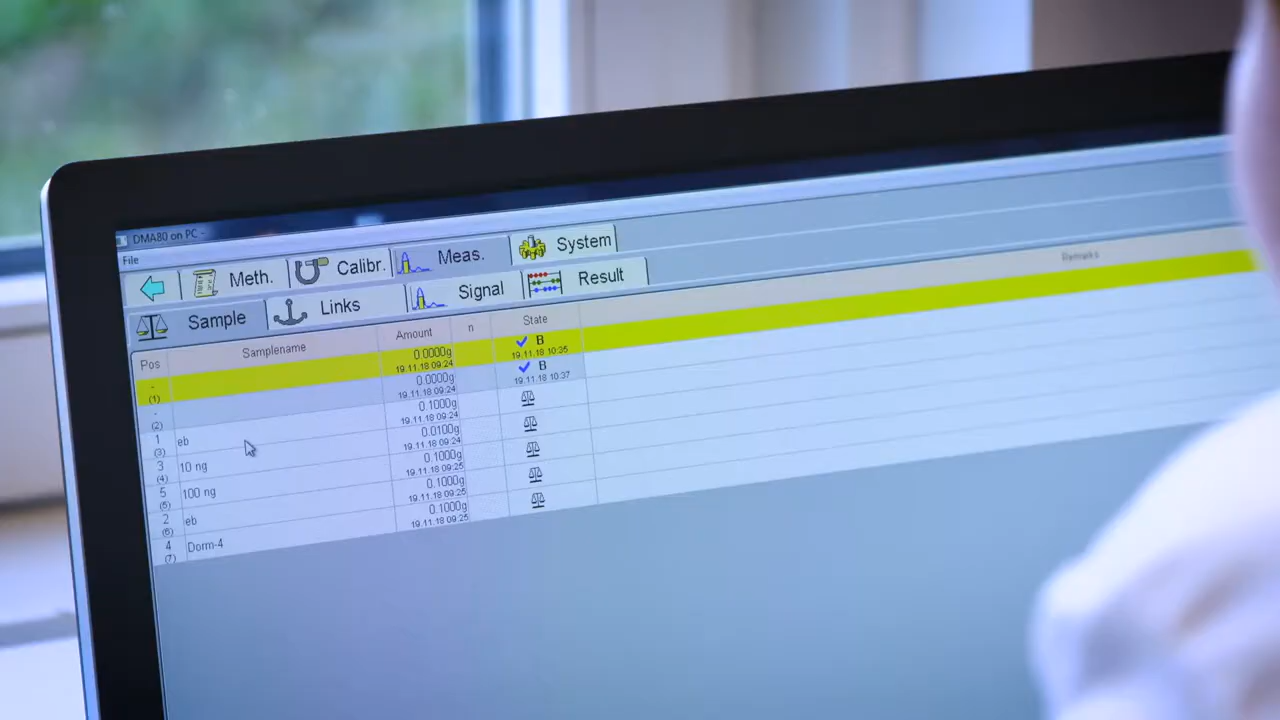 DMA80 on PC -
File
Meth. Calibr. Meas. System
Sample Links Signal Result
Pos Samplename Amount n State Remarks
- 0.0000g B
(1) 19.11.18 09:24 19.11.18 10:35
- 0.0000g B
(2) 19.11.18 09:24 19.11.18 10:37
1 eb 0.1000g
(3) 19.11.18 09:24
3 10 ng 0.0100g
(4) 19.11.18 09:24
5 100 ng 0.1000g
(5) 19.11.18 09:25
2 eb 0.1000g
(6) 19.11.18 09:25
4 Dorm-4 0.1000g
(7) 19.11.18 09:25